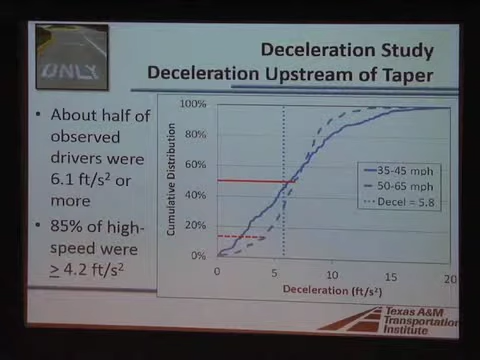 ONLY
Deceleration Study
Deceleration Upstream of Taper
• About half of
observed
drivers were
6.1 ft/s² or
more
• 85% of high-
speed were
≥ 4.2 ft/s²
Cumulative Distribution
100%
80%
60%
40%
20%
0%
0
5
10
15
20
Deceleration (ft/s²)
35-45 mph
50-65 mph
Decel = 5.8
Texas A&M
Transportation
Institute